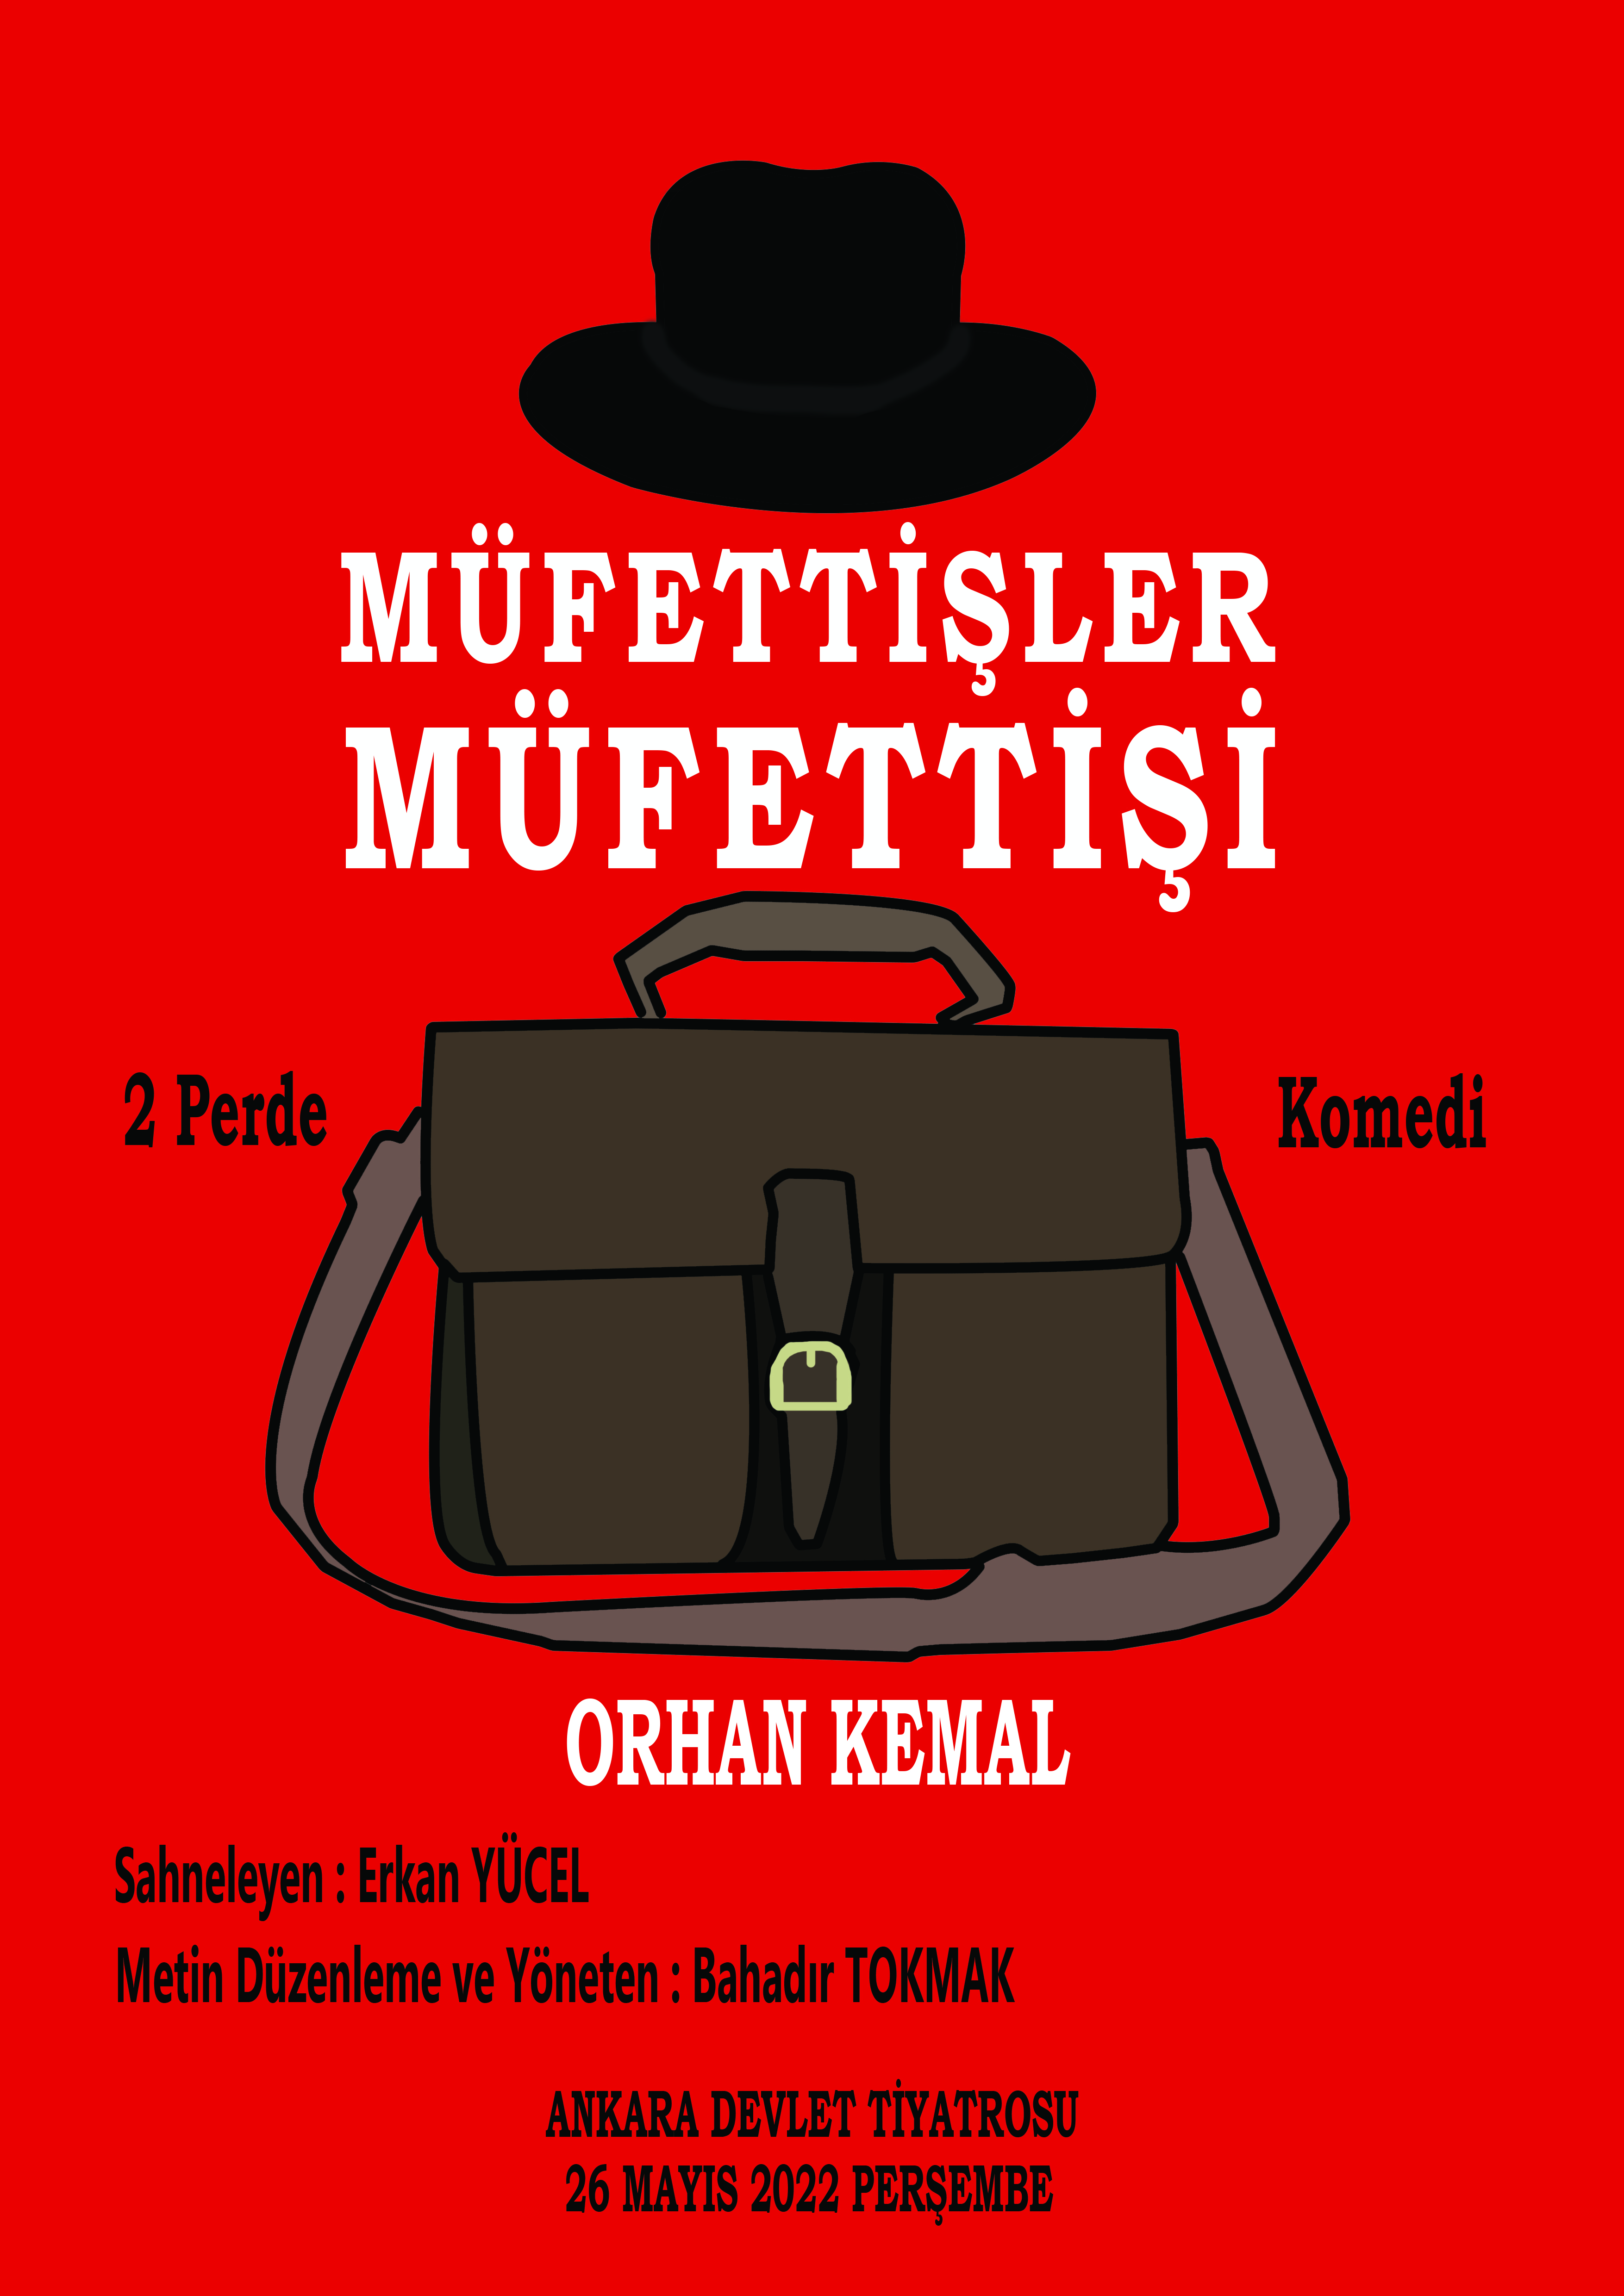 MÜFETTİŞLER
MÜFETTİŞİ
2 Perde
Komedi
ORHAN KEMAL
Sahneleyen : Erkan YÜCEL
Metin Düzenleme ve Yöneten : Bahadır TOKMAK
ANKARA DEVLET TİYATROSU
26 MAYIS 2022 PERŞEMBE